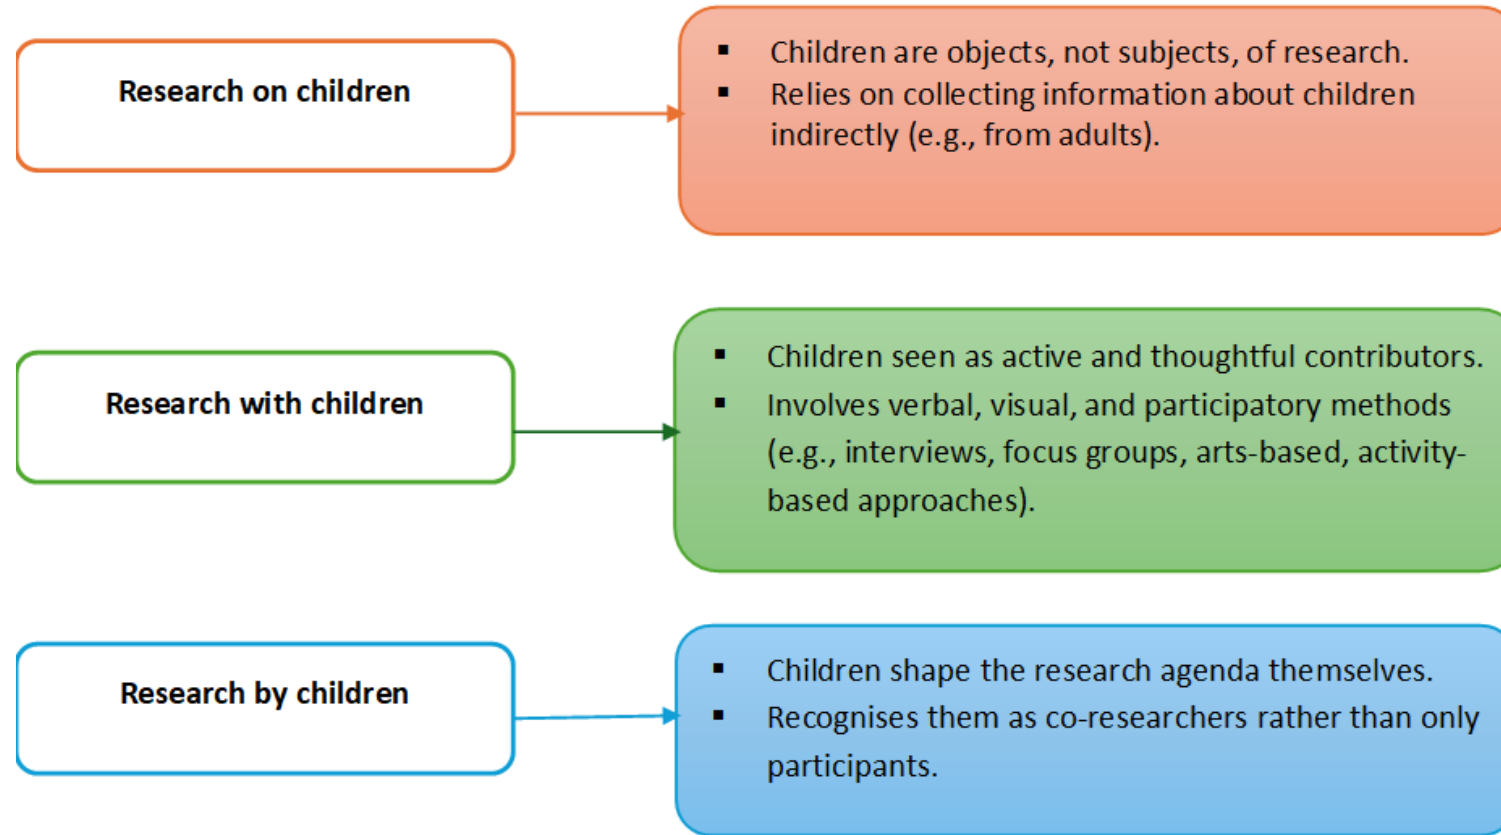 Research on children
▪ Children are objects, not subjects, of research.
▪ Relies on collecting information about children
indirectly (e.g., from adults).
Research with children
▪ Children seen as active and thoughtful contributors.
▪ Involves verbal, visual, and participatory methods
(e.g., interviews, focus groups, arts-based, activity-
based approaches).
Research by children
▪ Children shape the research agenda themselves.
▪ Recognises them as co-researchers rather than only
participants.